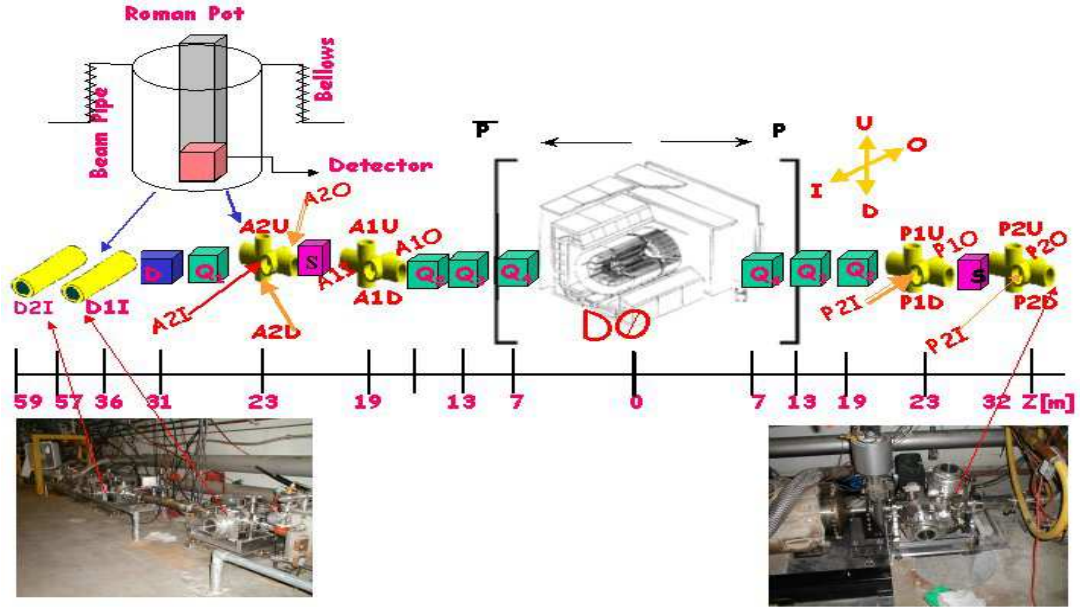 Roman Pot
Beam Pipe
Bellows
Detector
P
P
U
O
I
D
A2O
A2U
A1U
A1O
S
D
Q
A1D
A2I
A2D
D2I
D1I
Q
Q
Q
DØ
Q
Q
Q
P1U
P1O
P2U
P2O
S
P2I
P1D
P2I
P2D
59 57 36 31 23 19 13 7 0 7 13 19 23 32 Z[m]